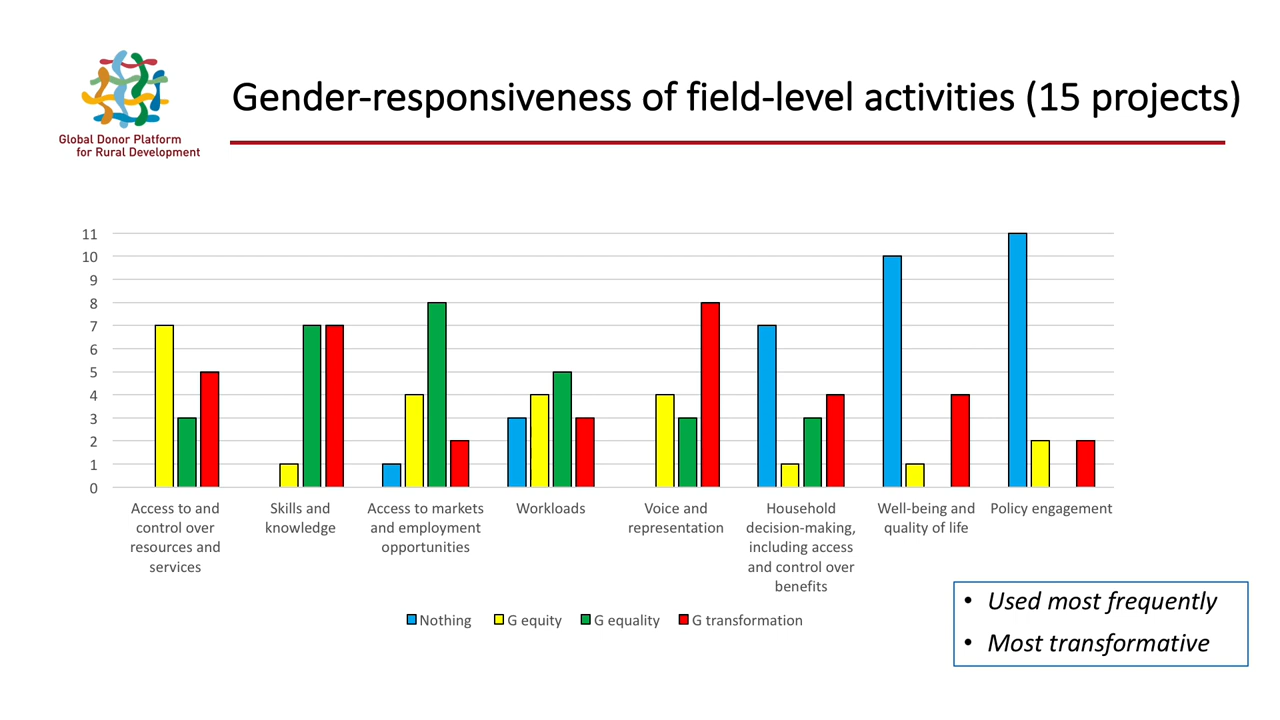 Global Donor Platform
for Rural Development
Gender-responsiveness of field-level activities (15 projects)
11
10
9
8
7
6
5
4
3
2
1
0
Access to and
control over
resources and
services
Skills and
knowledge
Access to markets
and employment
opportunities
Workloads
Voice and
representation
Household
decision-making,
including access
and control over
benefits
Well-being and
quality of life
Policy engagement
Nothing G equity G equality G transformation
• Used most frequently
• Most transformative